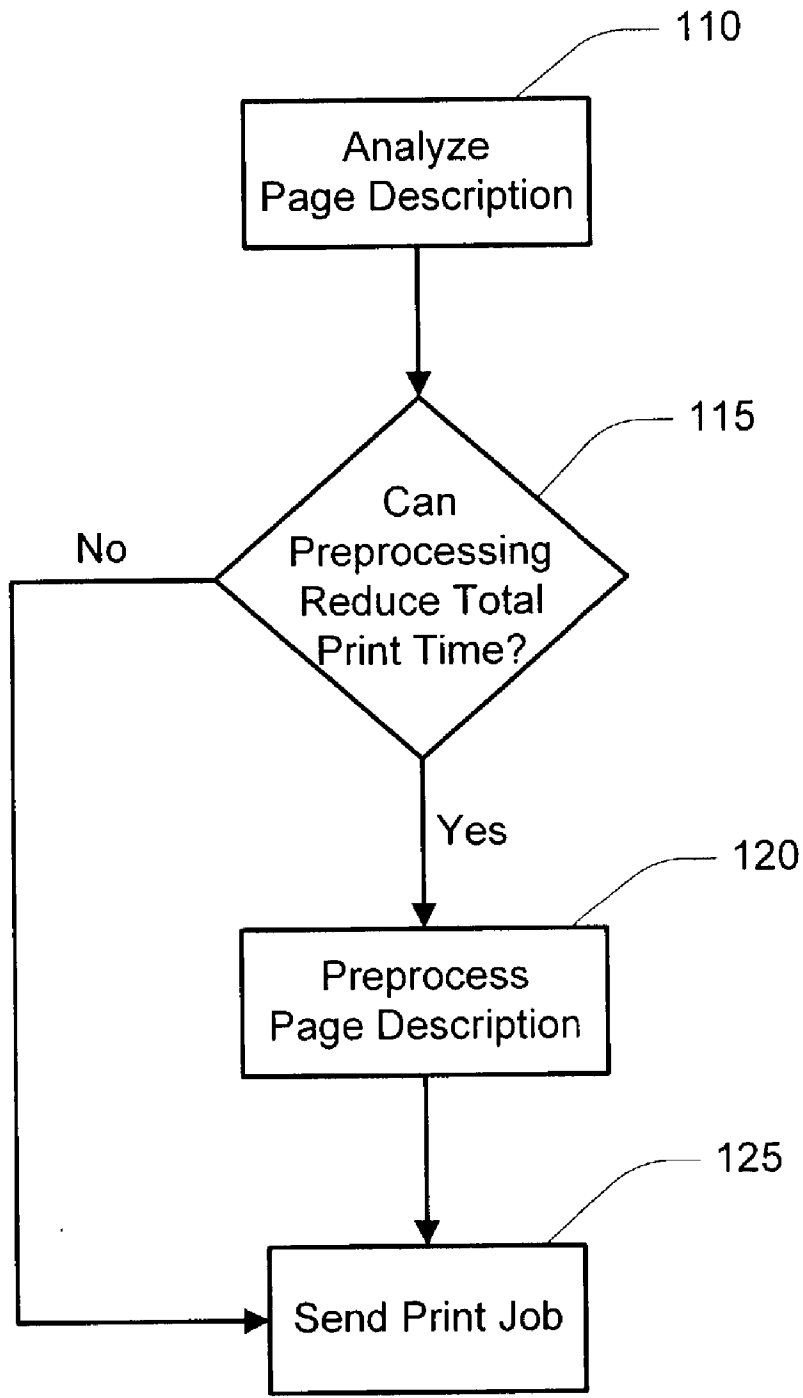 110
Analyze
Page Description
115
Can
Preprocessing
Reduce Total
Print Time?
No
Yes
120
Preprocess
Page Description
125
Send Print Job